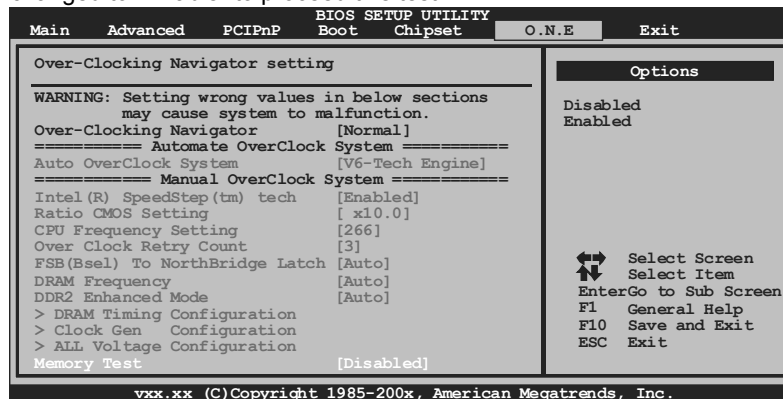 BIOS SETUP UTILITY
Main Advanced PCIPnP Boot Chipset O.N.E Exit
Over-Clocking Navigator setting
WARNING: Setting wrong values in below sections
may cause system to malfunction.
Over-Clocking Navigator [Normal]
=========== Automate OverClock System ===========
Auto OverClock System [V6-Tech Engine]
============ Manual OverClock System ============
Intel(R) SpeedStep(tm) tech [Enabled]
Ratio CMOS Setting [ x10.0]
CPU Frequency Setting [266]
Over Clock Retry Count [3]
FSB(Bsel) To NorthBridge Latch [Auto]
DRAM Frequency [Auto]
DDR2 Enhanced Mode [Auto]
> DRAM Timing Configuration
> Clock Gen Configuration
> ALL Voltage Configuration
Memory Test [Disabled]
Options
Disabled
Enabled
Select Screen
Select Item
EnterGo to Sub Screen
F1 General Help
F10 Save and Exit
ESC Exit
vxx.xx (C)Copyright 1985-200x, American Megatrends, Inc.